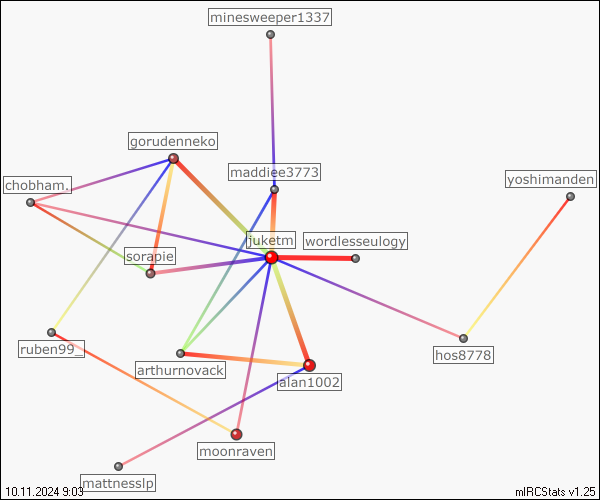 minesweeper1337
gorudenneko
maddiee3773
chobham.
yoshimanden
juketm
wordlesseulogy
sorapie
ruben99_
hos8778
arthurnovack
alan1002
moonraven
mattnesslp
10.11.2024 9:03
mIRCStats v1.25